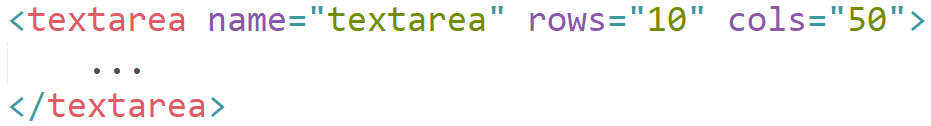 <textarea name="textarea" rows="10" cols="50">
    ...
</textarea>